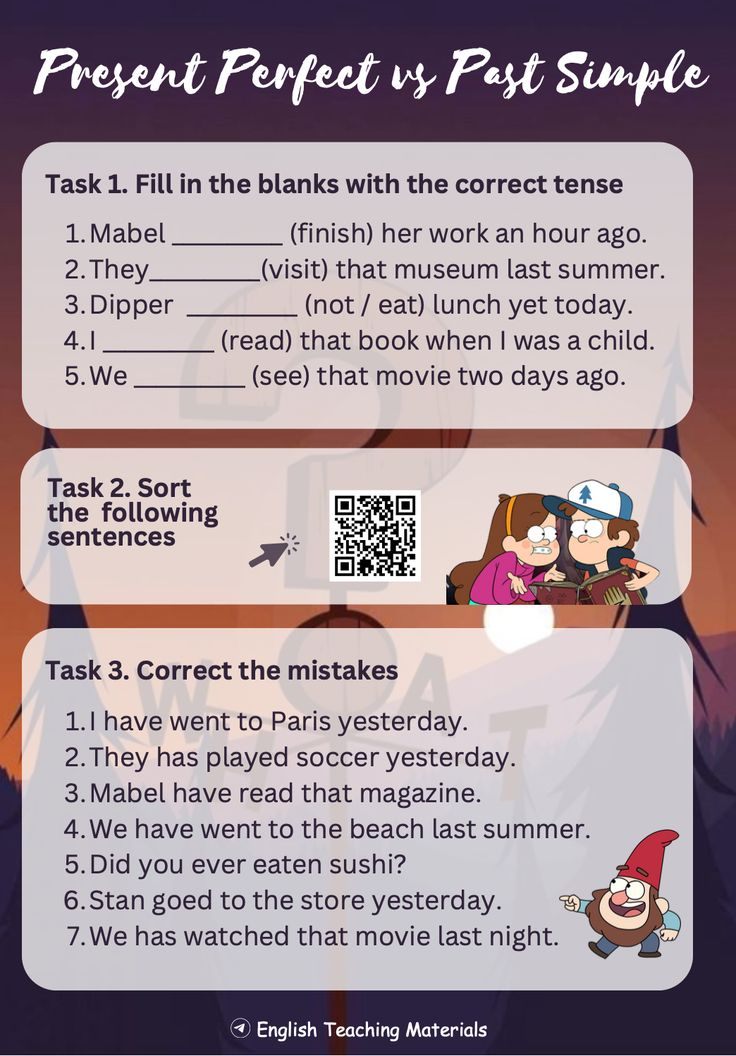 Present Perfect vs Past Simple
Task 1. Fill in the blanks with the correct tense
1. Mabel ________ (finish) her work an hour ago.
2. They________(visit) that museum last summer.
3. Dipper ________ (not / eat) lunch yet today.
4. I ________ (read) that book when I was a child.
5. We ________ (see) that movie two days ago.
Task 2. Sort
the following
sentences
Task 3. Correct the mistakes
1. I have went to Paris yesterday.
2. They has played soccer yesterday.
3. Mabel have read that magazine.
4. We have went to the beach last summer.
5. Did you ever eaten sushi?
6. Stan goed to the store yesterday.
7. We has watched that movie last night.
W H A T
English Teaching Materials